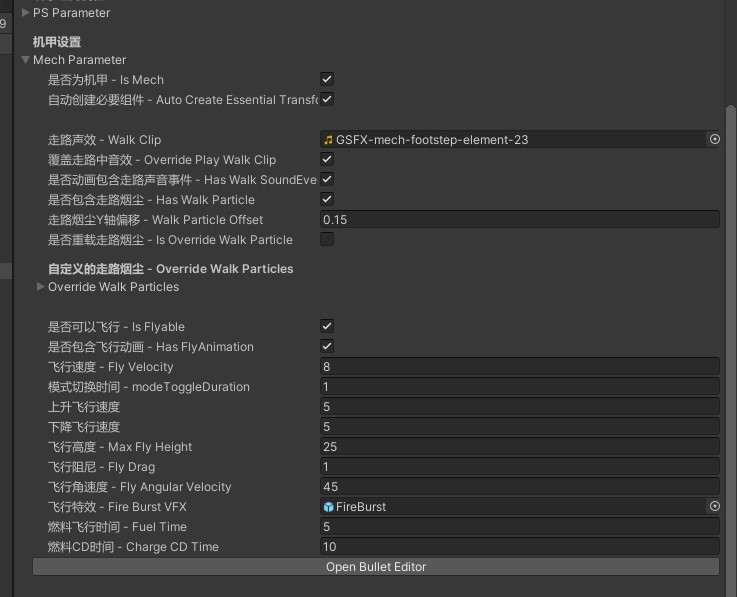 9
PS Parameter
机甲设置
Mech Parameter
是否为机甲 - Is Mech
自动创建必要组件 - Auto Create Essential Transfo
走路声效 - Walk Clip GSFX-mech-footstep-element-23
覆盖走路中音效 - Override Play Walk Clip
是否动画包含走路声音事件 - Has Walk SoundEve
是否包含走路烟尘 - Has Walk Particle
走路烟尘Y轴偏移 - Walk Particle Offset 0.15
是否重载走路烟尘 - Is Override Walk Particle
自定义的走路烟尘 - Override Walk Particles
Override Walk Particles
是否可以飞行 - Is Flyable
是否包含飞行动画 - Has FlyAnimation
飞行速度 - Fly Velocity 8
模式切换时间 - modeToggleDuration 1
上升飞行速度 5
下降飞行速度 5
飞行高度 - Max Fly Height 25
飞行阻尼 - Fly Drag 1
飞行角速度 - Fly Angular Velocity 45
飞行特效 - Fire Burst VFX FireBurst
燃料飞行时间 - Fuel Time 5
燃料CD时间 - Charge CD Time 10
Open Bullet Editor